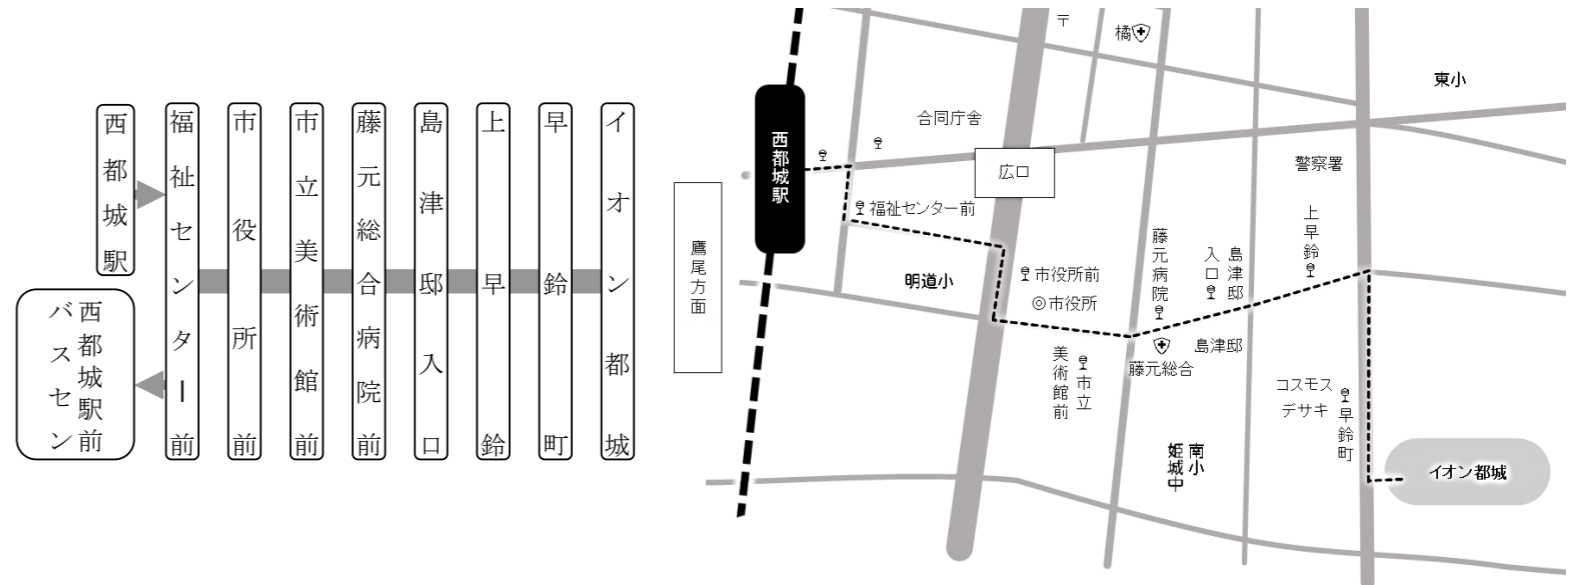 西都城駅
西都城駅前
バスセン
福祉センター前
市役所前
市立美術館前
藤元総合病院前
島津邸入口
上早鈴
早鈴町
イオン都城
鷹尾方面
西都城駅
〒
橘
東小
合同庁舎
広口
警察署
福祉センター前
上早鈴
藤元病院
島津邸
入口
市役所前
明道小
◎市役所
島津邸
藤元総合
市立
美術館前
コスモス
デサキ
早鈴町
南小
姫城中
イオン都城